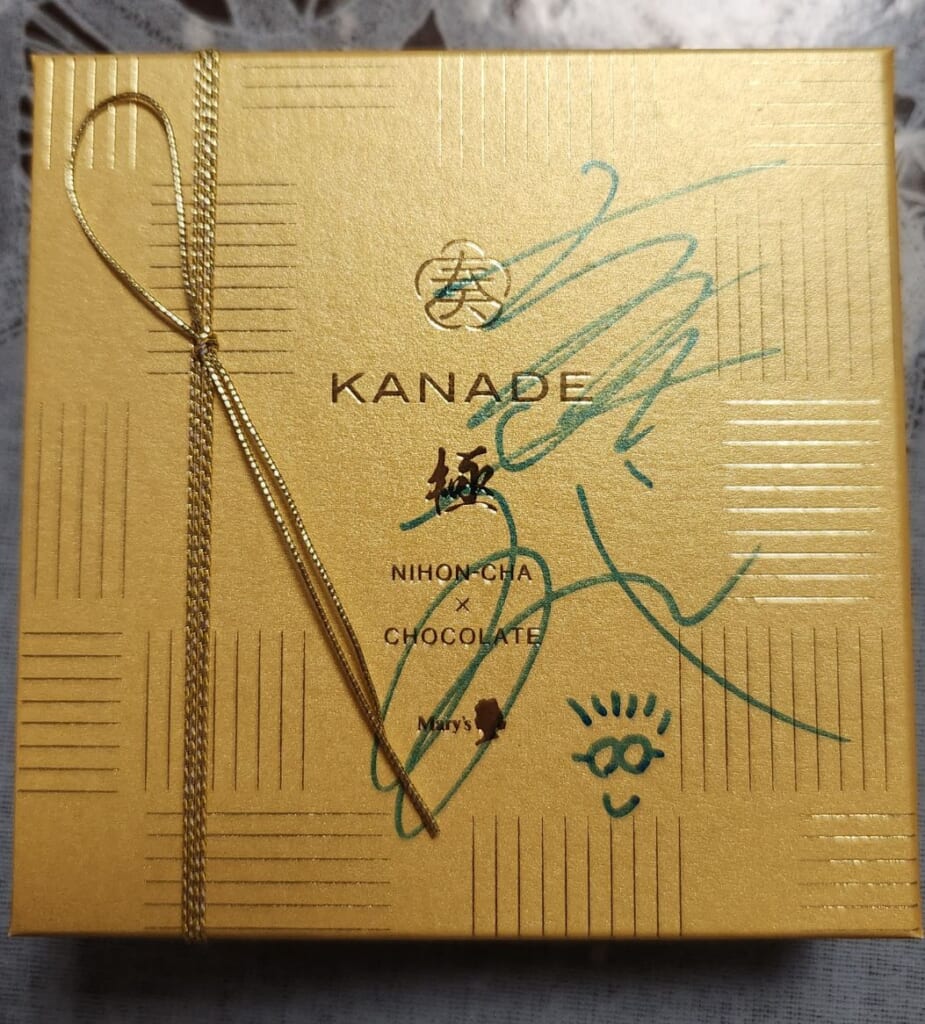 奏
KANADE
極
NIHON-CHA
×
CHOCOLATE
Mary's